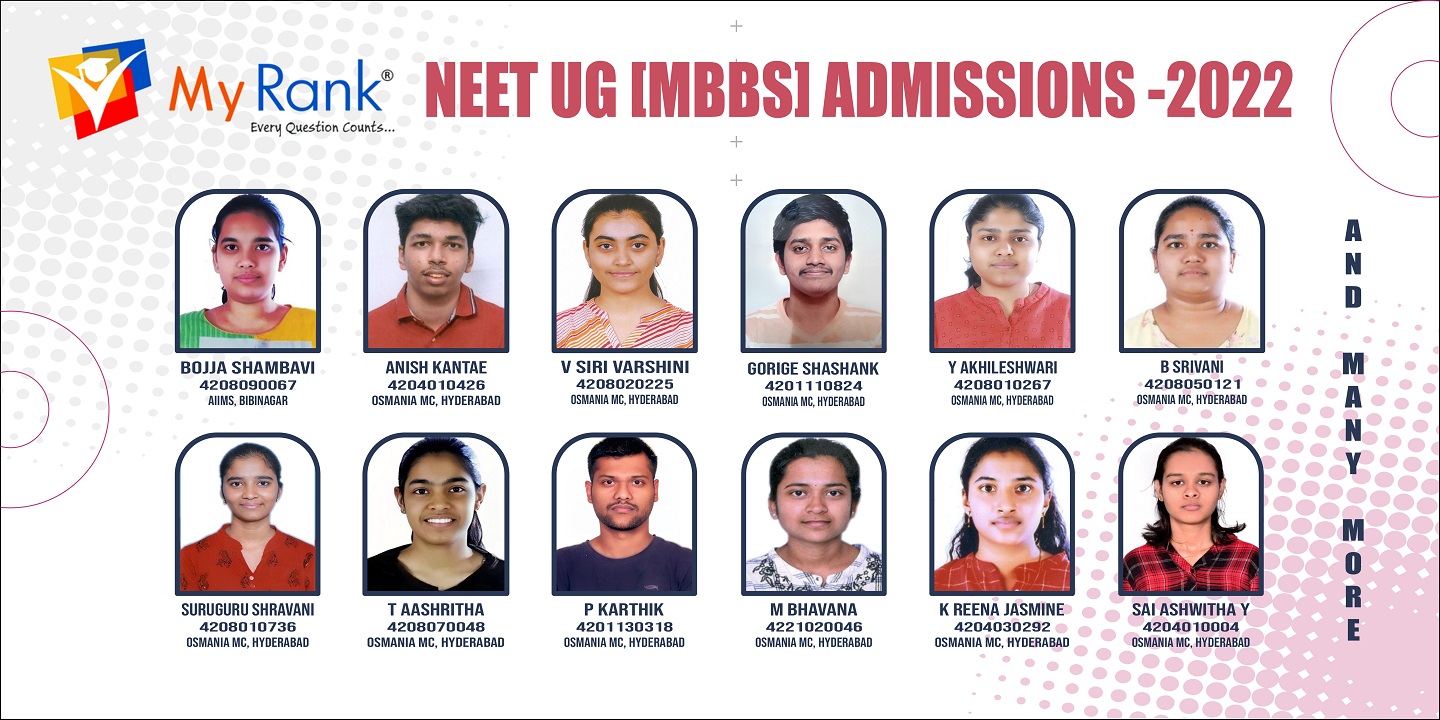 My Rank®
Every Question Counts...
NEET UG [MBBS] ADMISSIONS -2022
BOJJA SHAMBAVI
4208090067
AIIMS, BIBINAGAR
ANISH KANTAE
4204010426
OSMANIA MC, HYDERABAD
V SIRI VARSHINI
4208020225
OSMANIA MC, HYDERABAD
GORIGE SHASHANK
4201110824
OSMANIA MC, HYDERABAD
Y AKHILESHWARI
4208010267
OSMANIA MC, HYDERABAD
B SRIVANI
4208050121
OSMANIA MC, HYDERABAD
SURUGURU SHRAVANI
4208010736
OSMANIA MC, HYDERABAD
T AASHRITHA
4208070048
OSMANIA MC, HYDERABAD
P KARTHIK
4201130318
OSMANIA MC, HYDERABAD
M BHAVANA
4221020046
OSMANIA MC, HYDERABAD
K REENA JASMINE
4204030292
OSMANIA MC, HYDERABAD
SAI ASHWITHA Y
4204010004
OSMANIA MC, HYDERABAD
AND MANY MORE